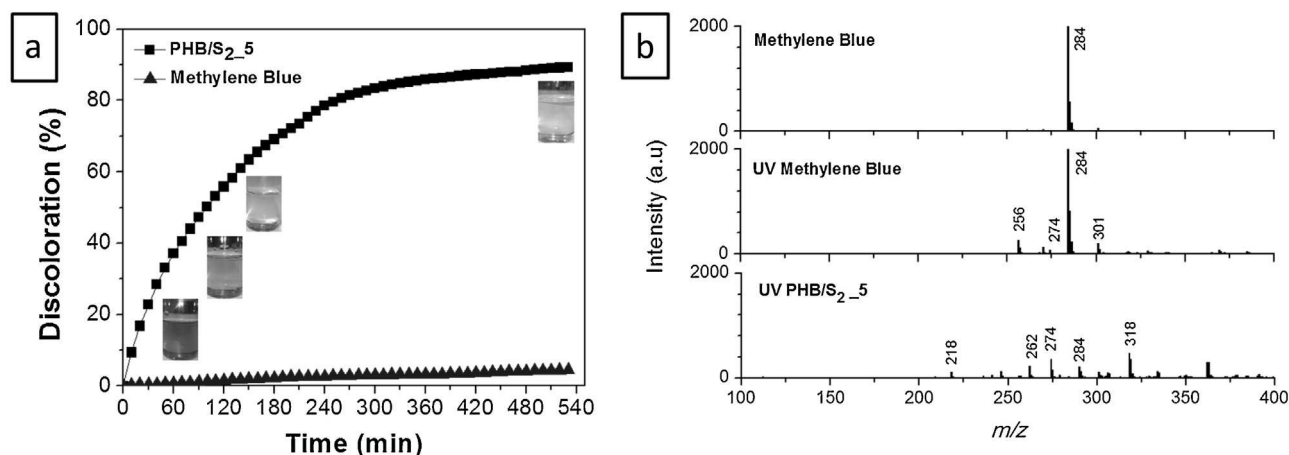 a
PHB/S2_5
Methylene Blue
Discoloration (%)
100
80
60
40
20
0
0 60 120 180 240 300 360 420 480 540
Time (min)
b
Intensity (a.u)
2000
Methylene Blue
284
0
2000
UV Methylene Blue
284
256
274
301
0
2000
UV PHB/S2_5
218
262
274
284
318
0
100 150 200 250 300 350 400
m/z